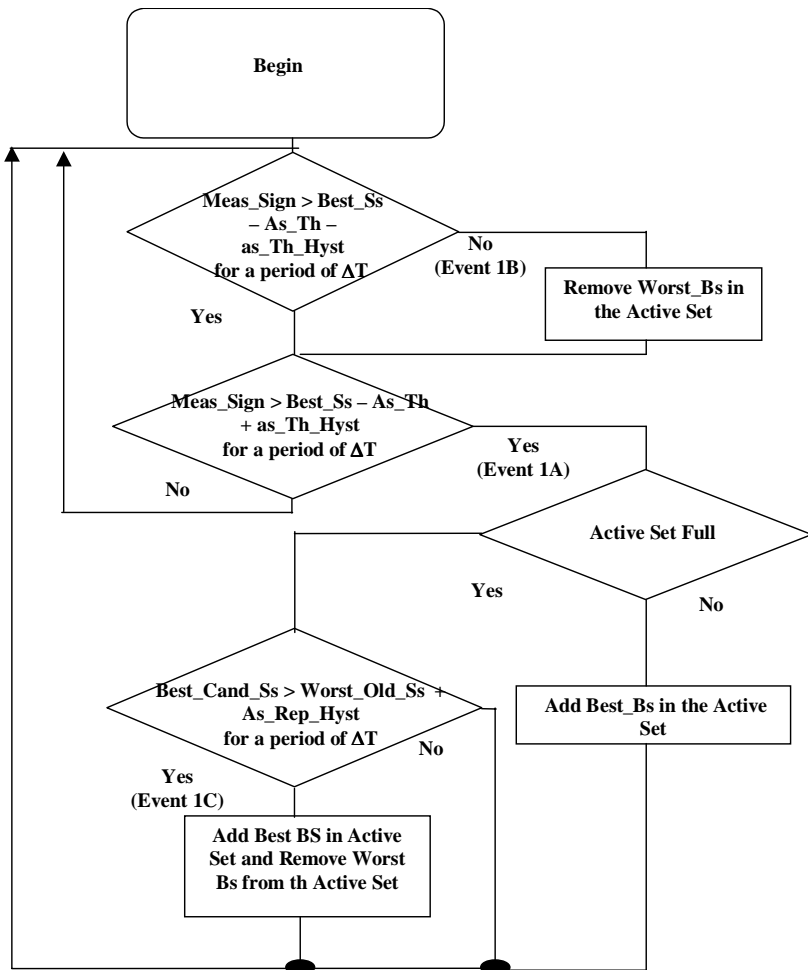 Begin
Meas_Sign > Best_Ss
– As_Th –
as_Th_Hyst
for a period of ΔT
No
(Event 1B)
Remove Worst_Bs in
the Active Set
Yes
Meas_Sign > Best_Ss – As_Th
+ as_Th_Hyst
for a period of ΔT
Yes
(Event 1A)
No
Active Set Full
Yes
No
Best_Cand_Ss > Worst_Old_Ss +
As_Rep_Hyst
for a period of ΔT
No
Add Best_Bs in the Active
Set
Yes
(Event 1C)
Add Best BS in Active
Set and Remove Worst
Bs from th Active Set